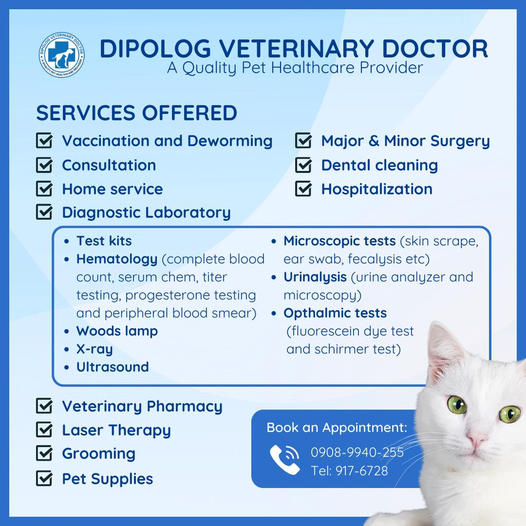 DIPOLOG VETERINARY DOCTOR
A Quality Pet Healthcare Provider
SERVICES OFFERED
Vaccination and Deworming
Consultation
Home service
Diagnostic Laboratory
Major & Minor Surgery
Dental cleaning
Hospitalization
• Test kits
• Hematology (complete blood
count, serum chem, titer
testing, progesterone testing
and peripheral blood smear)
• Woods lamp
• X-ray
• Ultrasound
• Microscopic tests (skin scrape,
ear swab, fecalysis etc)
• Urinalysis (urine analyzer and
microscopy)
• Opthalmic tests
(fluorescein dye test
and schirmer test)
Veterinary Pharmacy
Laser Therapy
Grooming
Pet Supplies
Book an Appointment:
0908-9940-255
Tel: 917-6728